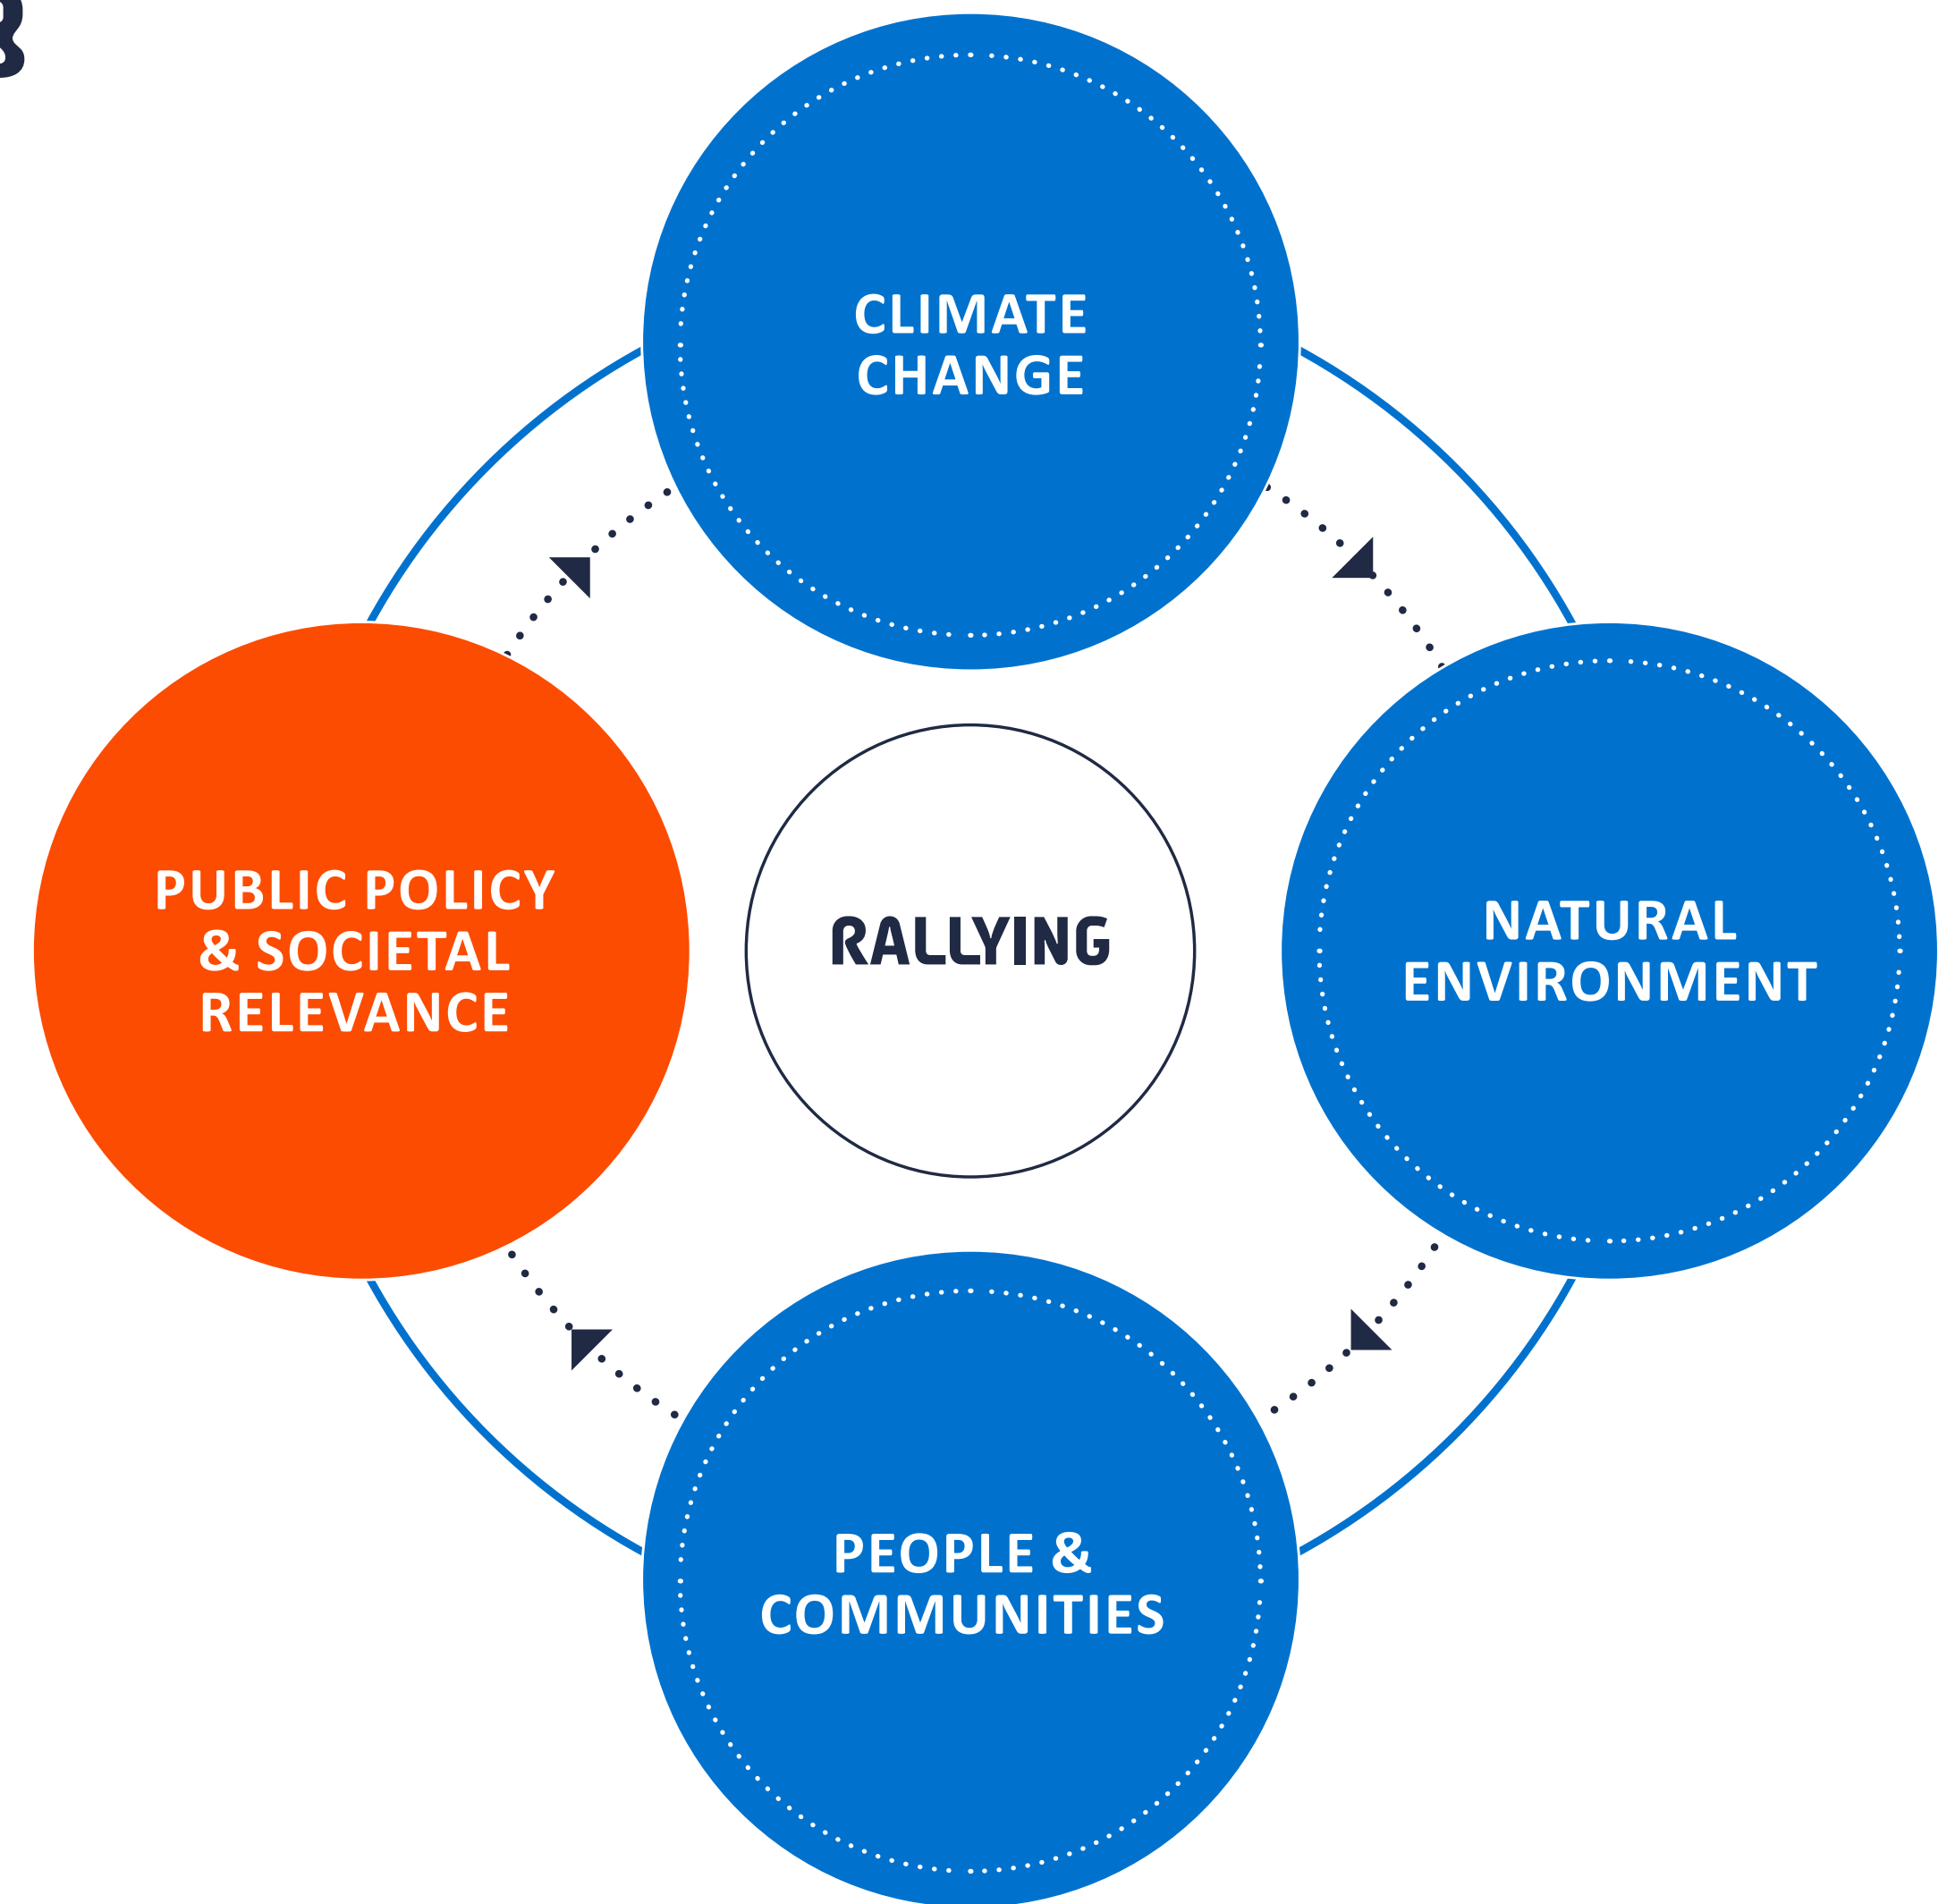 CLIMATE
CHANGE
PUBLIC POLICY
& SOCIETAL
RELEVANCE
RALLYING
NATURAL
ENVIRONMENT
PEOPLE &
COMMUNITIES